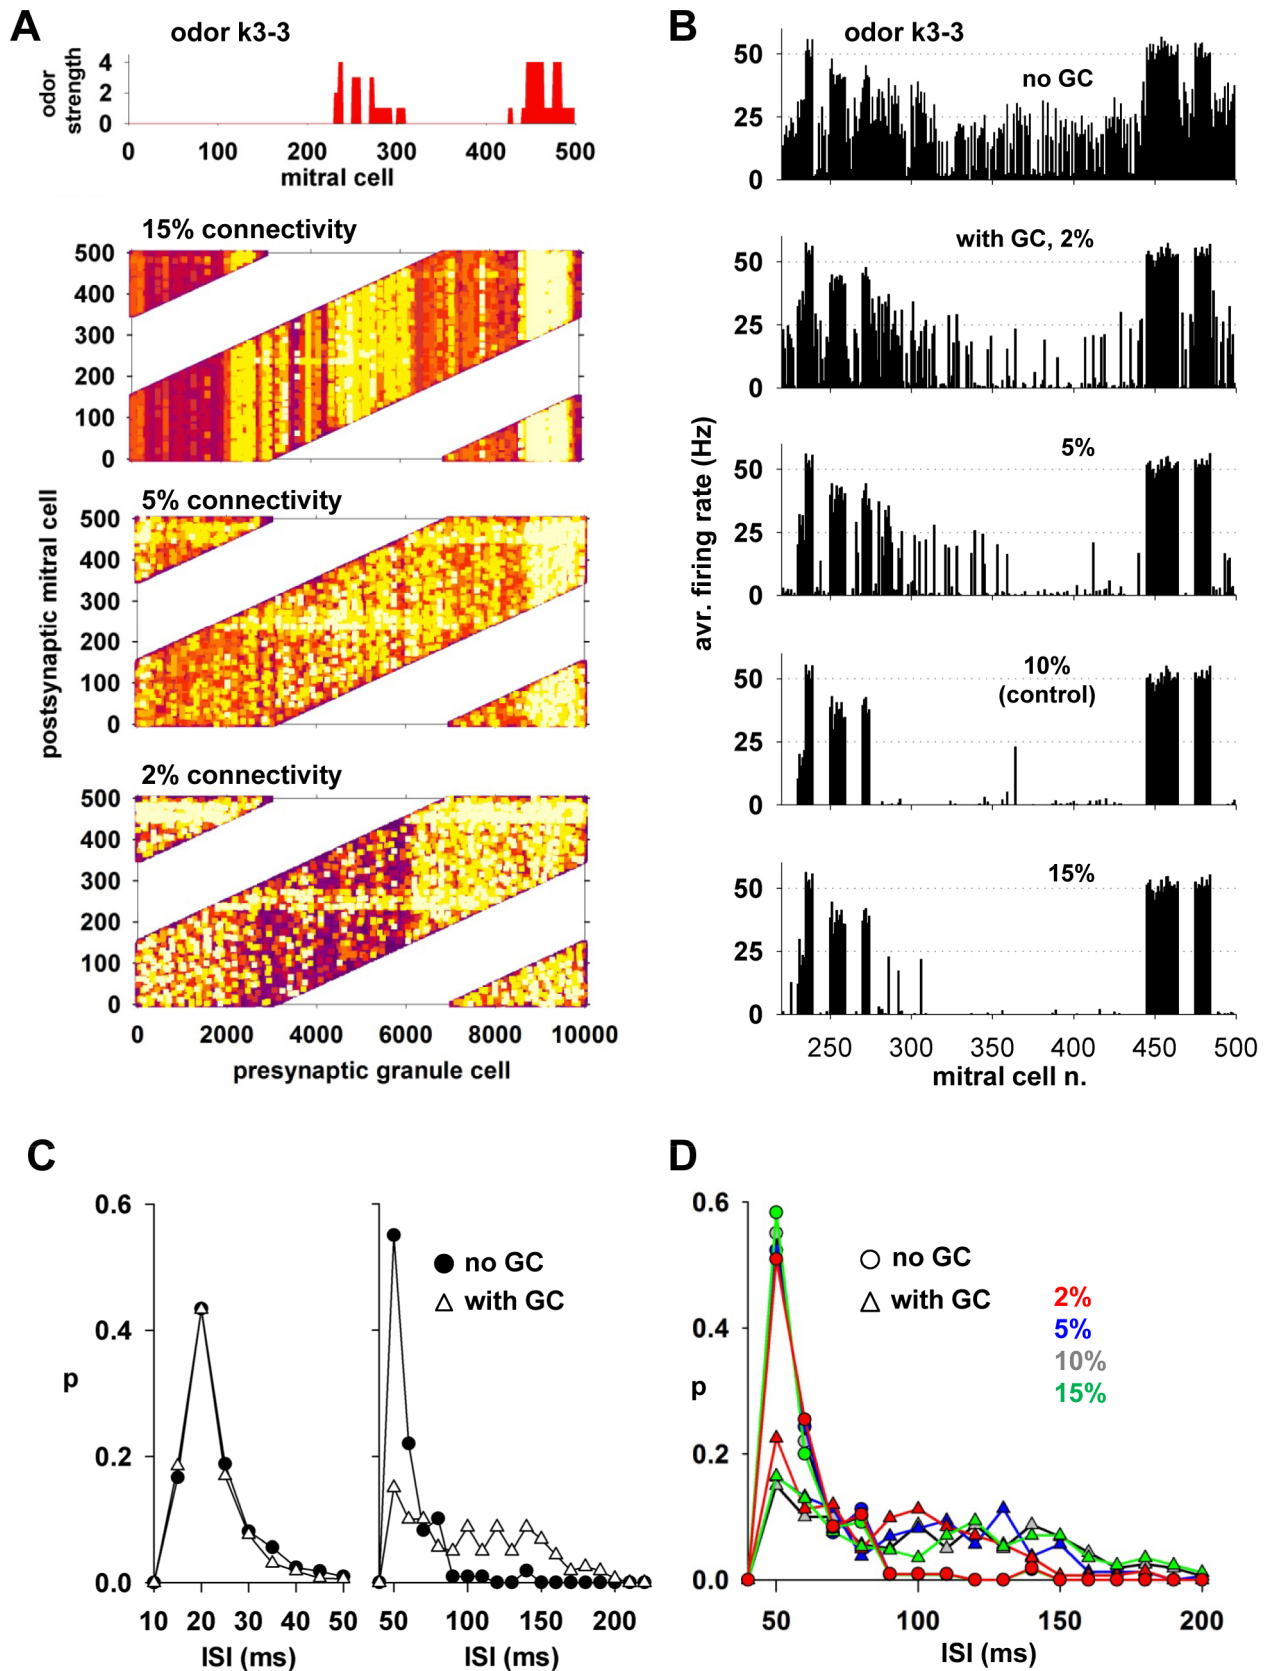 A
odor k3-3
odor
strength
4
2
0
0 100 200 300 400 500
mitral cell
15% connectivity
500
400
300
200
100
0
5% connectivity
500
400
300
200
100
0
2% connectivity
500
400
300
200
100
0
postsynaptic mitral cell
0 2000 4000 6000 8000 10000
presynaptic granule cell
B
odor k3-3
no GC
50
25
0
with GC, 2%
50
25
0
5%
50
25
0
10%
(control)
50
25
0
15%
50
25
0
avr. firing rate (Hz)
250 300 350 400 450 500
mitral cell n.
C
0.6
0.4
p
0.2
0.0
10 20 30 40 50
ISI (ms)
no GC
with GC
50 100 150 200
ISI (ms)
D
0.6
0.4
p
0.2
0.0
no GC
with GC
2%
5%
10%
15%
50 100 150 200
ISI (ms)